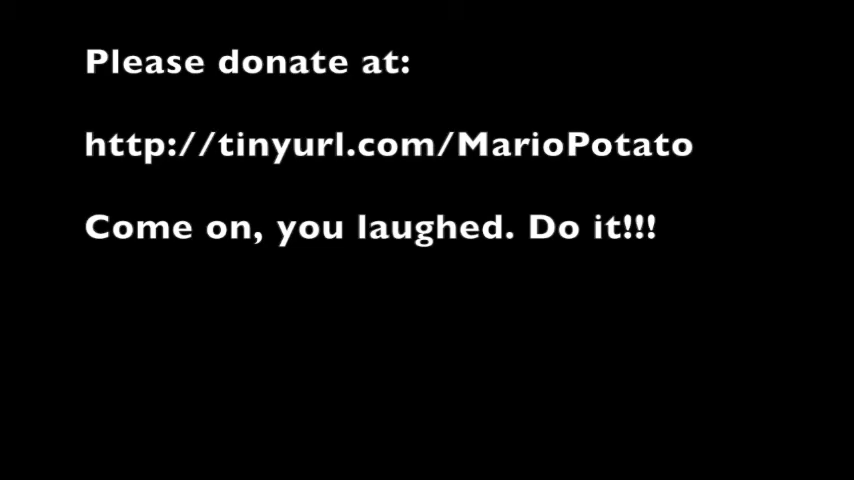 Please donate at:
http://tinyurl.com/MarioPotato
Come on, you laughed. Do it!!!